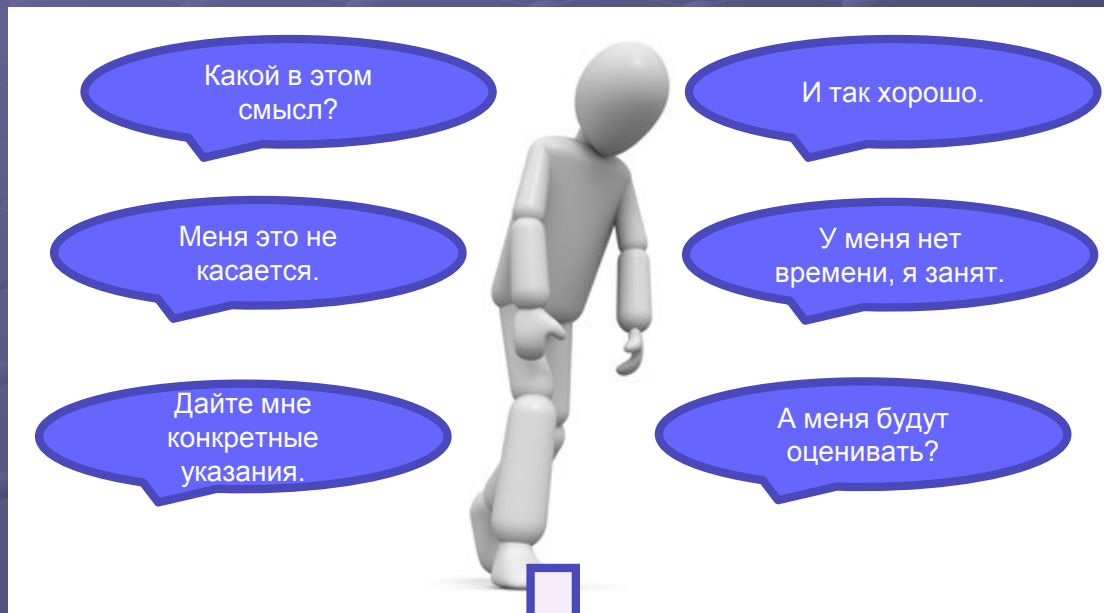 Какой в этом
смысл?
И так хорошо.
Меня это не
касается.
У меня нет
времени, я занят.
Дайте мне
конкретные
указания.
А меня будут
оценивать?